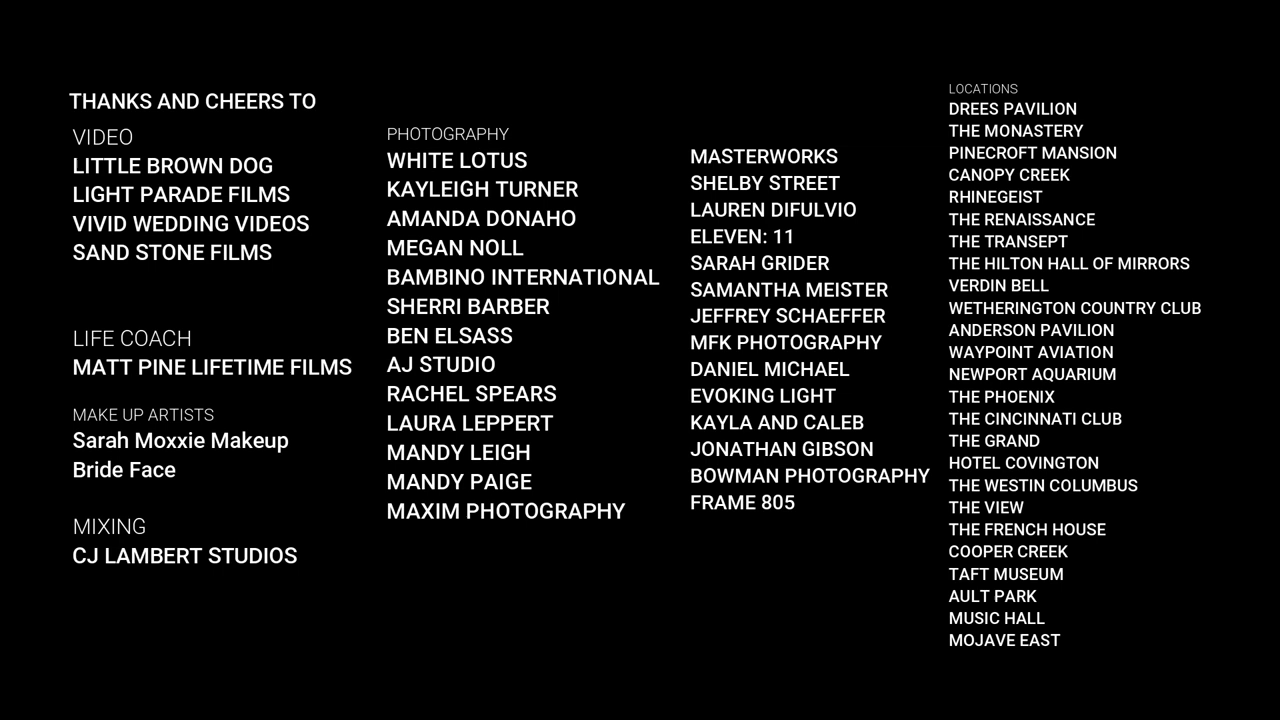 THANKS AND CHEERS TO
VIDEO
LITTLE BROWN DOG
LIGHT PARADE FILMS
VIVID WEDDING VIDEOS
SAND STONE FILMS
LIFE COACH
MATT PINE LIFETIME FILMS
MAKE UP ARTISTS
Sarah Moxxie Makeup
Bride Face
MIXING
CJ LAMBERT STUDIOS
PHOTOGRAPHY
WHITE LOTUS
KAYLEIGH TURNER
AMANDA DONAHO
MEGAN NOLL
BAMBINO INTERNATIONAL
SHERRI BARBER
BEN ELSASS
AJ STUDIO
RACHEL SPEARS
LAURA LEPPERT
MANDY LEIGH
MANDY PAIGE
MAXIM PHOTOGRAPHY
MASTERWORKS
SHELBY STREET
LAUREN DIFULVIO
ELEVEN: 11
SARAH GRIDER
SAMANTHA MEISTER
JEFFREY SCHAEFFER
MFK PHOTOGRAPHY
DANIEL MICHAEL
EVOKING LIGHT
KAYLA AND CALEB
JONATHAN GIBSON
BOWMAN PHOTOGRAPHY
FRAME 805
LOCATIONS
DREES PAVILION
THE MONASTERY
PINECROFT MANSION
CANOPY CREEK
RHINEGEIST
THE RENAISSANCE
THE TRANSEPT
THE HILTON HALL OF MIRRORS
VERDIN BELL
WETHERINGTON COUNTRY CLUB
ANDERSON PAVILION
WAYPOINT AVIATION
NEWPORT AQUARIUM
THE PHOENIX
THE CINCINNATI CLUB
THE GRAND
HOTEL COVINGTON
THE WESTIN COLUMBUS
THE VIEW
THE FRENCH HOUSE
COOPER CREEK
TAFT MUSEUM
AULT PARK
MUSIC HALL
MOJAVE EAST